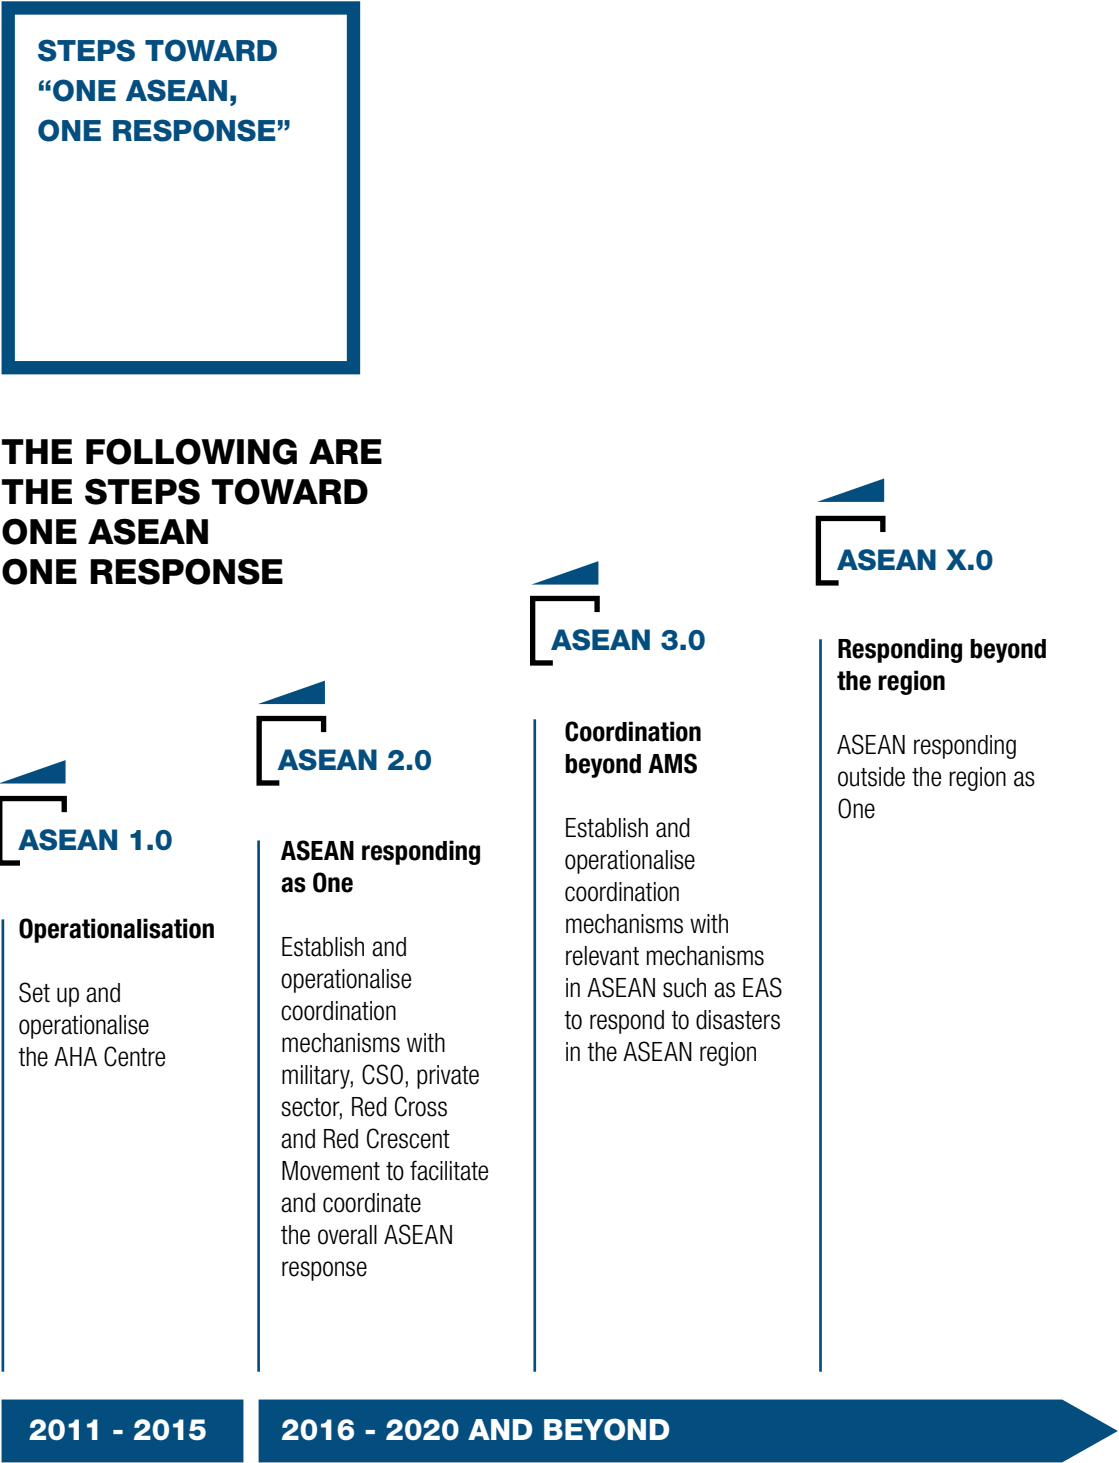 STEPS TOWARD
“ONE ASEAN,
ONE RESPONSE”
THE FOLLOWING ARE
THE STEPS TOWARD
ONE ASEAN
ONE RESPONSE
ASEAN 1.0
Operationalisation
Set up and
operationalise
the AHA Centre
ASEAN 2.0
ASEAN responding
as One
Establish and
operationalise
coordination
mechanisms with
military, CSO, private
sector, Red Cross
and Red Crescent
Movement to facilitate
and coordinate
the overall ASEAN
response
ASEAN 3.0
Coordination
beyond AMS
Establish and
operationalise
coordination
mechanisms with
relevant mechanisms
in ASEAN such as EAS
to respond to disasters
in the ASEAN region
ASEAN X.0
Responding beyond
the region
ASEAN responding
outside the region as
One
2011 - 2015
2016 - 2020 AND BEYOND